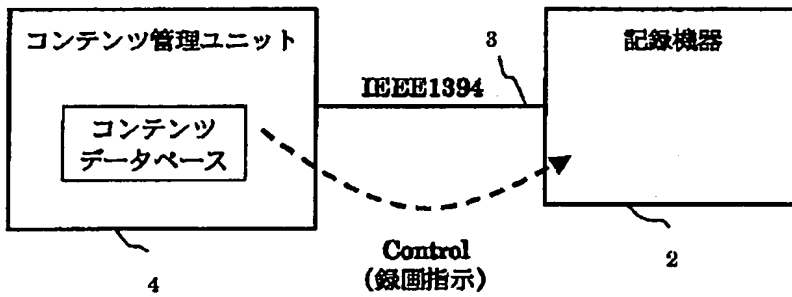 コンテンツ管理ユニット
コンテンツ
データベース
IEEE1394
3
記録機器
Control
(録画指示)
4
2